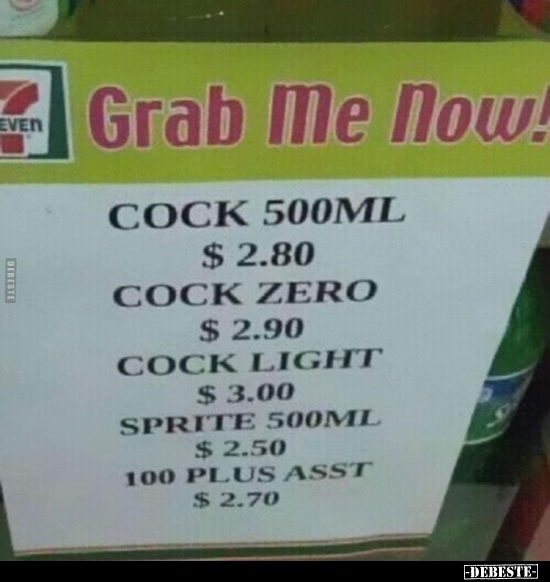 EVEn
Grab Me Now!
COCK 500ML
$ 2.80
COCK ZERO
$ 2.90
COCK LIGHT
$ 3.00
SPRITE 500ML
$ 2.50
100 PLUS ASST
$ 2.70
DEBESTE
-DEBESTE-